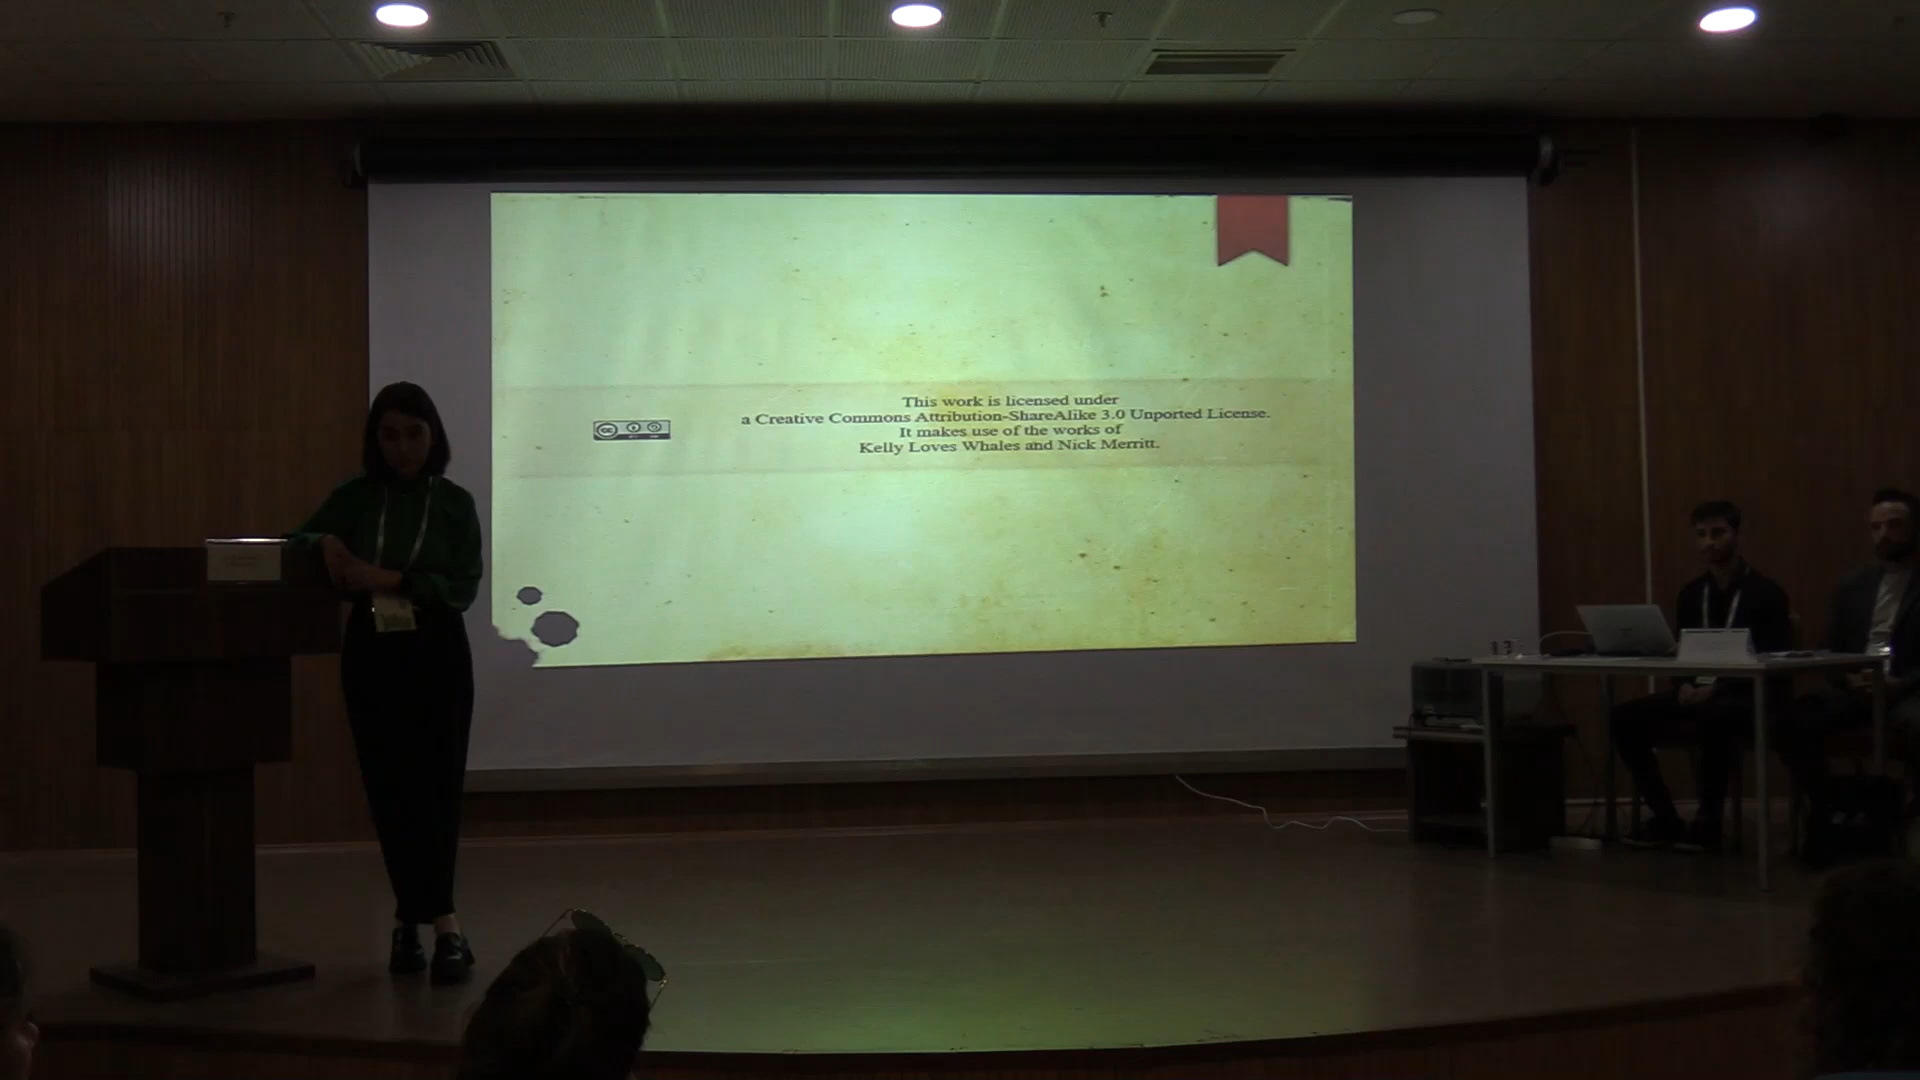 This work is licensed under
a Creative Commons Attribution-ShareAlike 3.0 Unported License.
It makes use of the works of
Kelly Loves Whales and Nick Merritt.